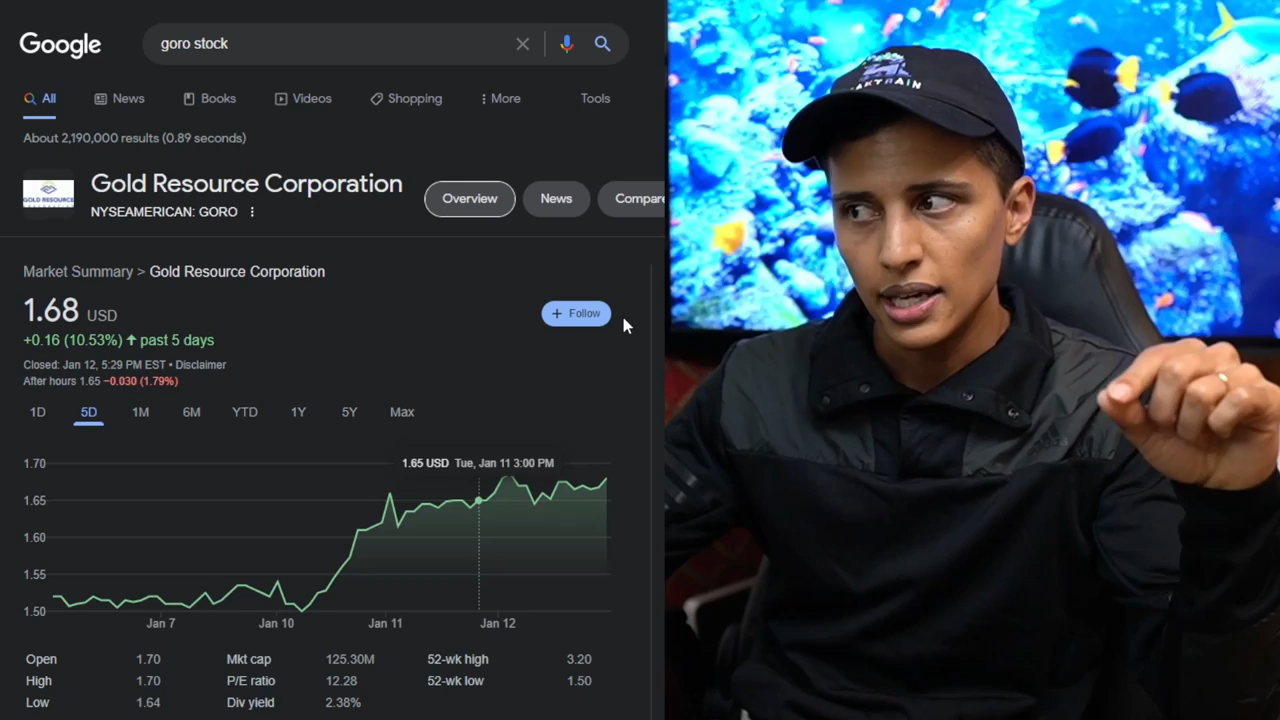 Google
goro stock
All News Books Videos Shopping More Tools
About 2,190,000 results (0.89 seconds)
GOLD RESOURCE
Gold Resource Corporation
NYSEAMERICAN: GORO
Overview News Compare
Market Summary > Gold Resource Corporation
1.68 USD
+ Follow
+0.16 (10.53%) past 5 days
Closed: Jan 12, 5:29 PM EST • Disclaimer
After hours 1.65 −0.030 (1.79%)
1D 5D 1M 6M YTD 1Y 5Y Max
1.65 USD Tue, Jan 11 3:00 PM
1.70
1.65
1.60
1.55
1.50
Jan 7 Jan 10 Jan 11 Jan 12
Open 1.70 Mkt cap 125.30M 52-wk high 3.20
High 1.70 P/E ratio 12.28 52-wk low 1.50
Low 1.64 Div yield 2.38%